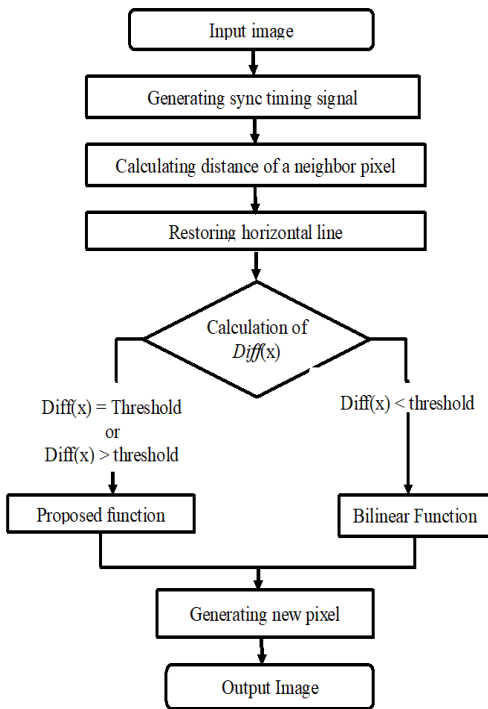 Input image
Generating sync timing signal
Calculating distance of a neighbor pixel
Restoring horizontal line
Calculation of
Diff(x)
Diff(x) = Threshold
or
Diff(x) > threshold
Diff(x) < threshold
Proposed function
Bilinear Function
Generating new pixel
Output Image